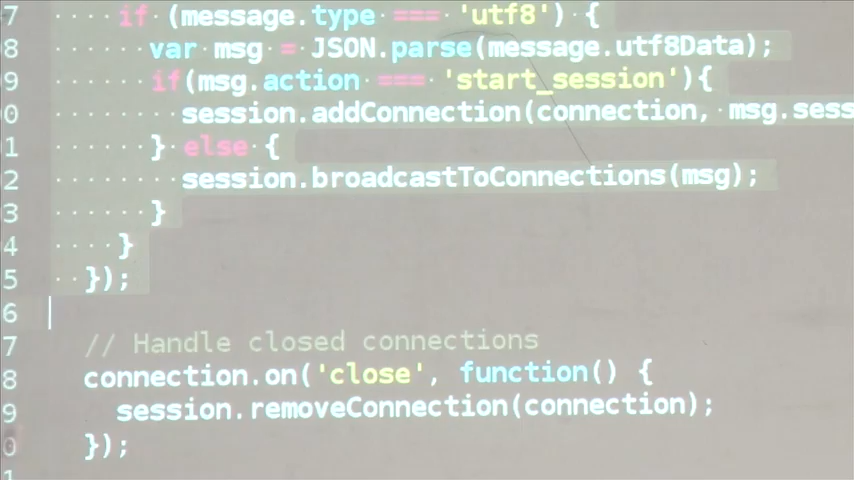 7 if (message.type === 'utf8') {
8 var msg = JSON.parse(message.utf8Data);
9 if(msg.action === 'start_session'){
0 session.addConnection(connection, msg.sess
1 } else {
2 session.broadcastToConnections(msg);
3 }
4 }
5 });
6
7 // Handle closed connections
8 connection.on('close', function() {
9 session.removeConnection(connection);
0 });
1